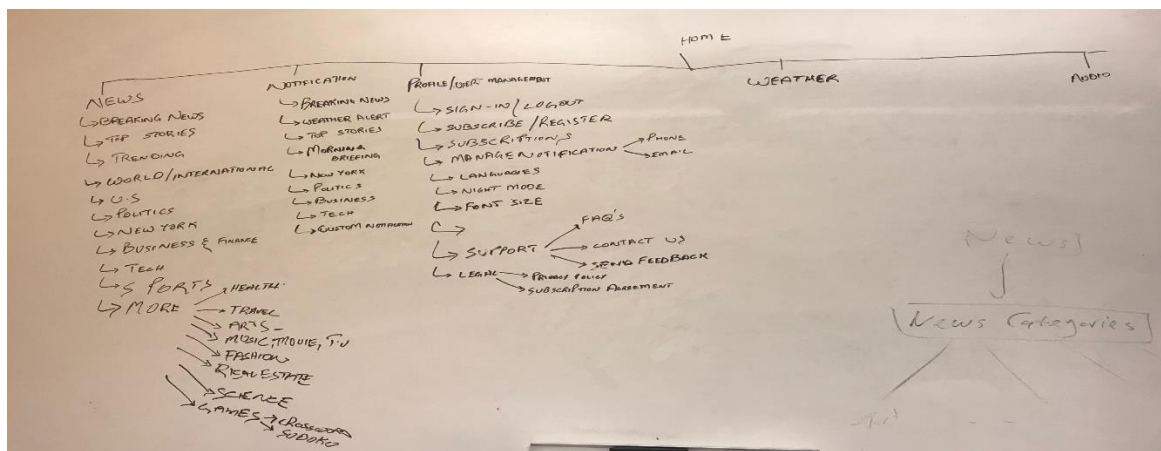 HOME
NEWS
BREAKING NEWS
TOP STORIES
TRENDING
WORLD/INTERNATIONAL
U.S
POLITICS
NEW YORK
BUSINESS & FINANCE
TECH
SPORTS
MORE
HEALTH
TRAVEL
ARTS
MUSIC, MOVIE, T.V
FASHION
REAL ESTATE
SCIENCE
GAMES
CROSSWORD
SUDOKU
NOTIFICATION
BREAKING NEWS
WEATHER ALERT
TOP STORIES
MORNING
BRIEFING
NEW YORK
POLITICS
BUSINESS
TECH
CUSTOM NOTIFICATION
PROFILE/USER MANAGEMENT
SIGN-IN/LOGOUT
SUBSCRIBE/REGISTER
SUBSCRIPTIONS
MANAGE NOTIFICATION
PHONE
EMAIL
LANGUAGES
NIGHT MODE
FONT SIZE
SUPPORT
FAQ'S
CONTACT US
SEND FEEDBACK
LEGAL
PRIVACY POLICY
SUBSCRIPTION AGREEMENT
WEATHER
AUDIO
News
News Categories